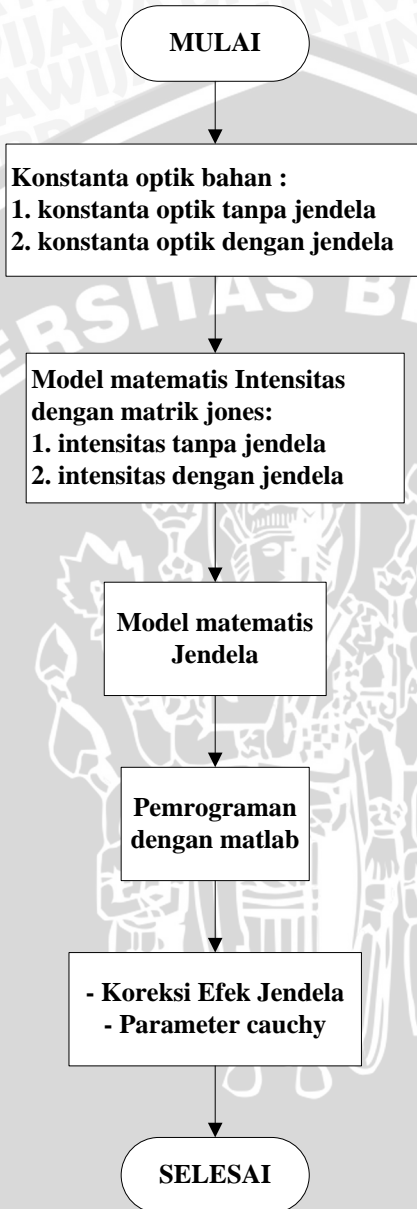 MULAI
Konstanta optik bahan :
1. konstanta optik tanpa jendela
2. konstanta optik dengan jendela
ERSITAS B
Model matematis Intensitas
dengan matrik jones:
1. intensitas tanpa jendela
2. intensitas dengan jendela
Model matematis
Jendela
Pemrograman
dengan matlab
- Koreksi Efek Jendela
- Parameter cauchy
SELESAI